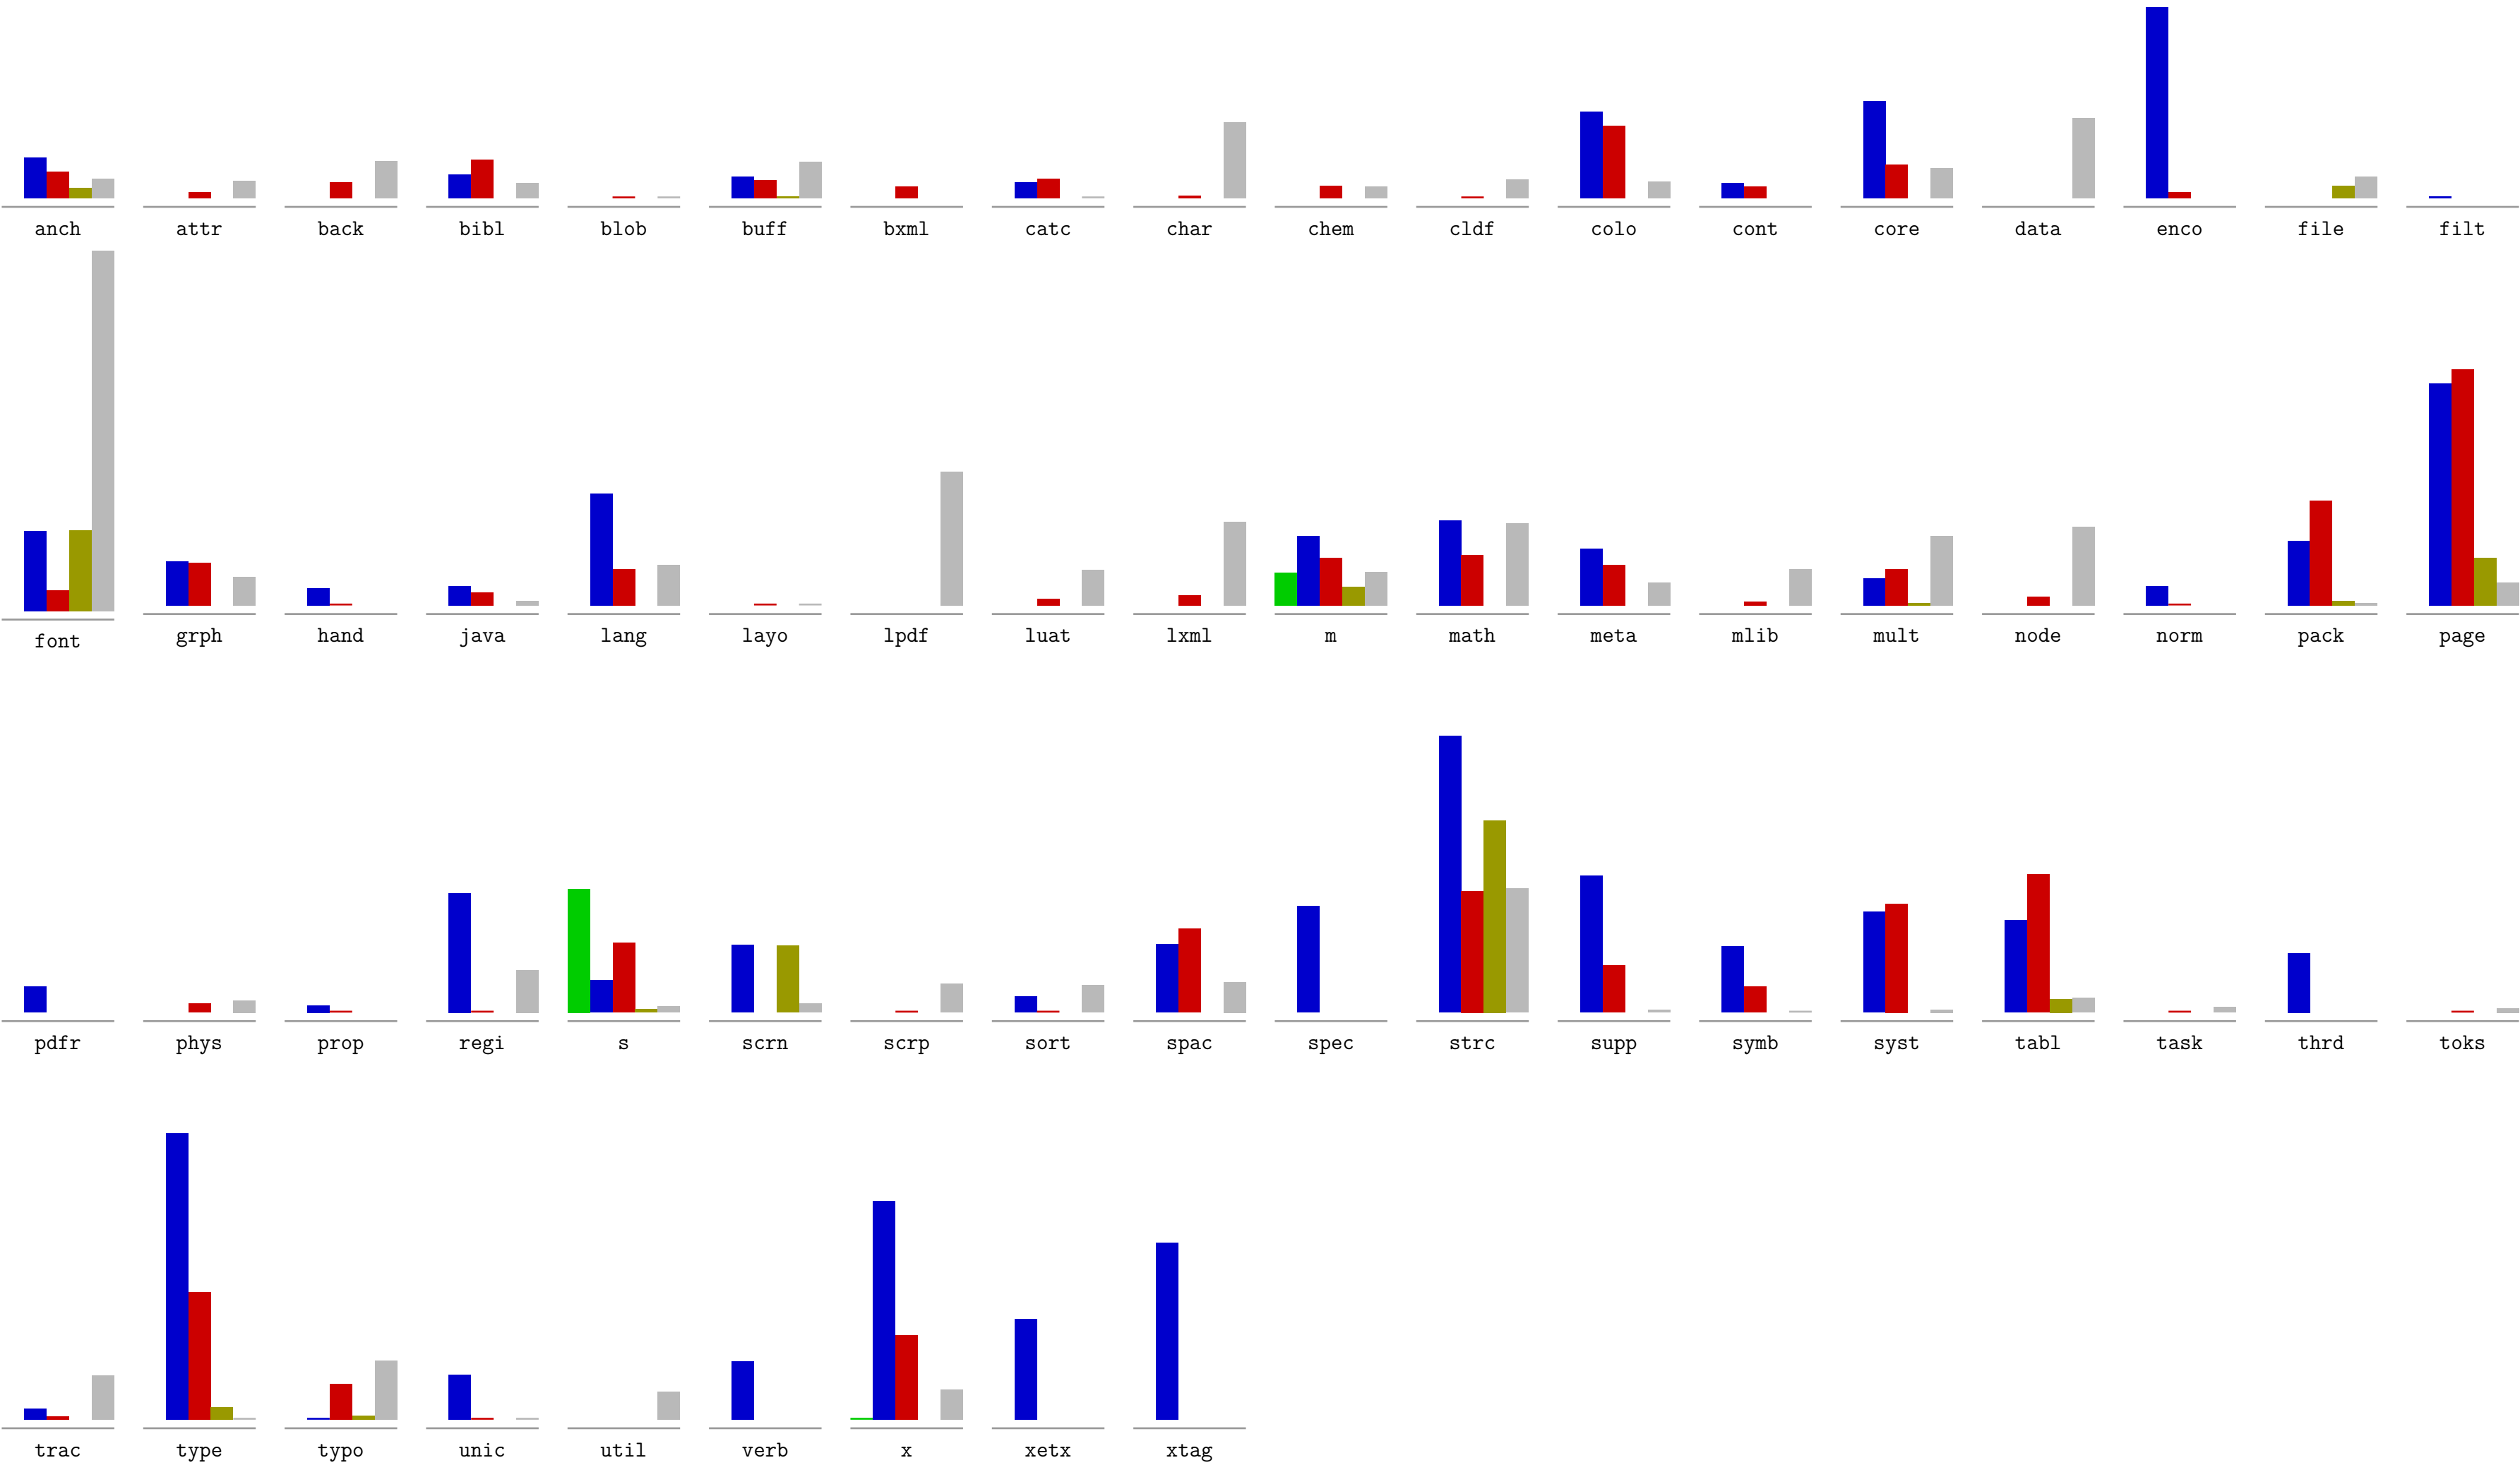 anch attr back bibl blob buff bxml catc char chem cldf colo cont core data enco file filt
font grph hand java lang layo lpdf luat lxml m math meta mlib mult node norm pack page
pdfr phys prop regi s scrn scrp sort spac spec strc supp symb syst tabl task thrd toks
trac type typo unic util verb x xetx xtag